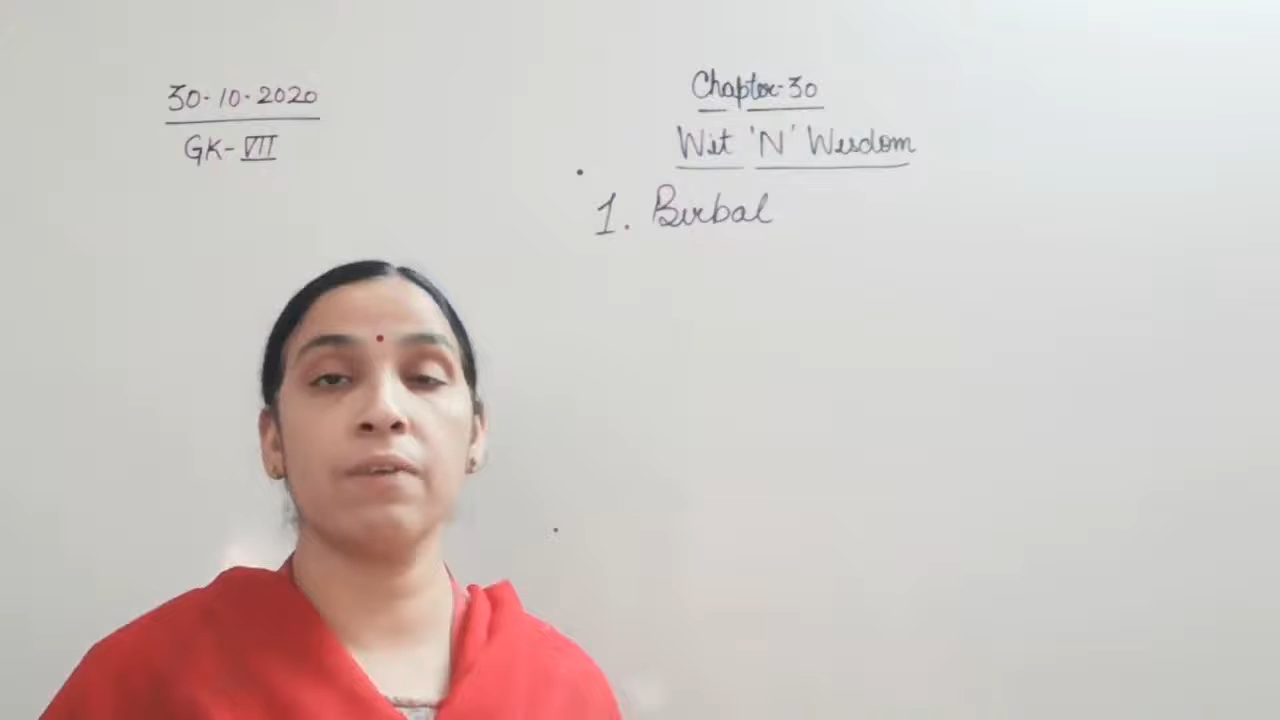 30-10-2020
GK-VII
Chapter-30
Wit 'N' Wisdom
1. Birbal